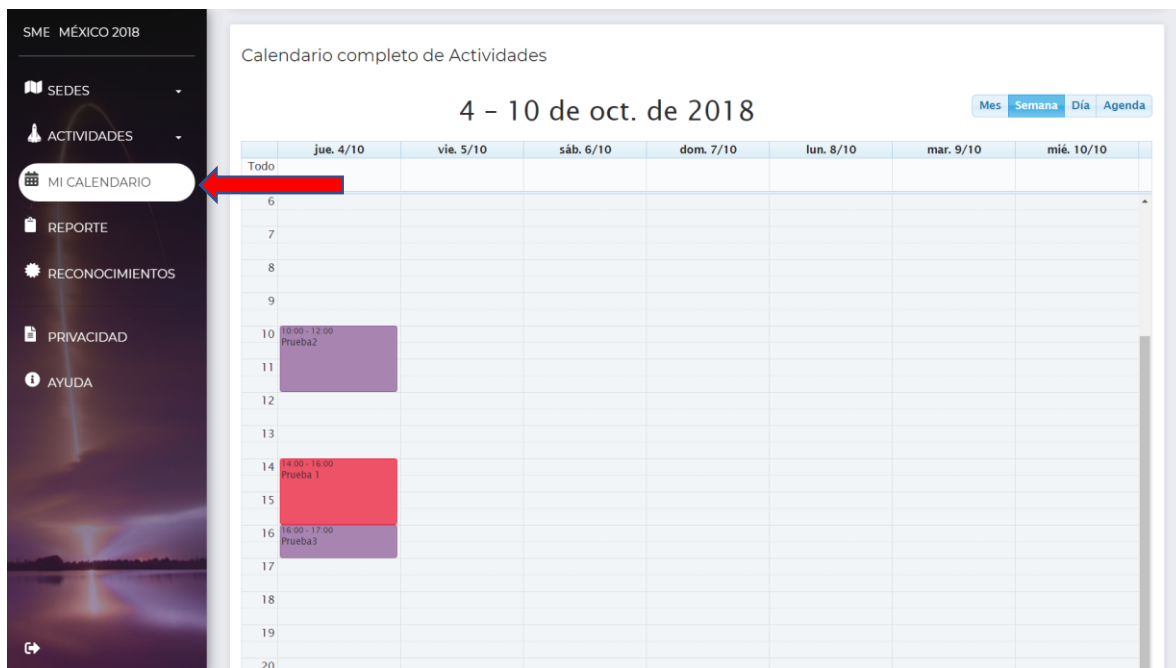 SME MÉXICO 2018
SEDES
ACTIVIDADES
MI CALENDARIO
REPORTE
RECONOCIMIENTOS
PRIVACIDAD
AYUDA
Calendario completo de Actividades
4 – 10 de oct. de 2018
Mes Semana Día Agenda
jue. 4/10 vie. 5/10 sáb. 6/10 dom. 7/10 lun. 8/10 mar. 9/10 mié. 10/10
Todo
6
7
8
9
10 10:00 - 12:00
Prueba2
11
12
13
14 14:00 - 16:00
Prueba 1
15
16 16:00 - 17:00
Prueba3
17
18
19
20